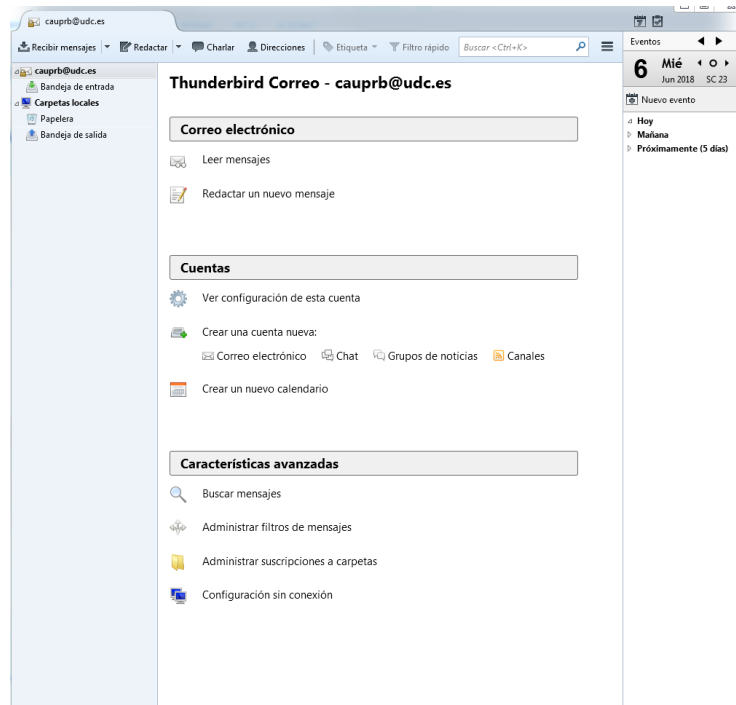 cauprb@udc.es
Recibir mensajes Redactar Charlar Direcciones Etiqueta Filtro rápido Buscar <Ctrl+K>
cauprb@udc.es
Bandeja de entrada
Carpetas locales
Papelera
Bandeja de salida
Thunderbird Correo - cauprb@udc.es
Correo electrónico
Leer mensajes
Redactar un nuevo mensaje
Cuentas
Ver configuración de esta cuenta
Crear una cuenta nueva:
Correo electrónico Chat Grupos de noticias Canales
Crear un nuevo calendario
Características avanzadas
Buscar mensajes
Administrar filtros de mensajes
Administrar suscripciones a carpetas
Configuración sin conexión
Eventos
6 Mié
Jun 2018 SC 23
Nuevo evento
Hoy
Mañana
Próximamente (5 días)